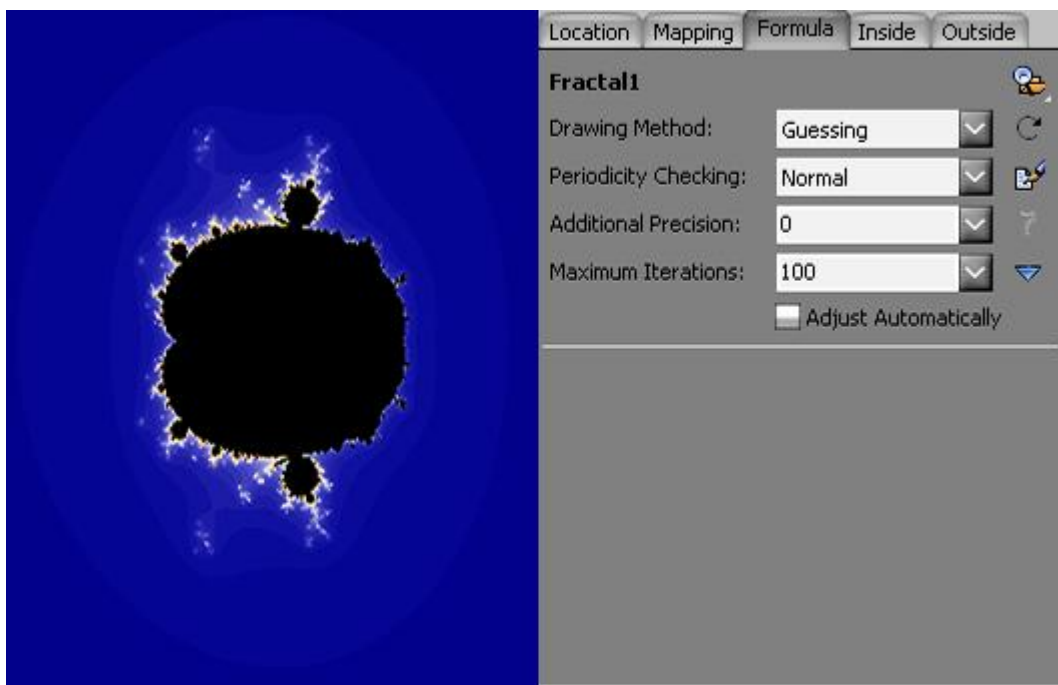 Location Mapping Formula Inside Outside
Fractal1
Drawing Method: Guessing
Periodicity Checking: Normal
Additional Precision: 0
Maximum Iterations: 100
Adjust Automatically